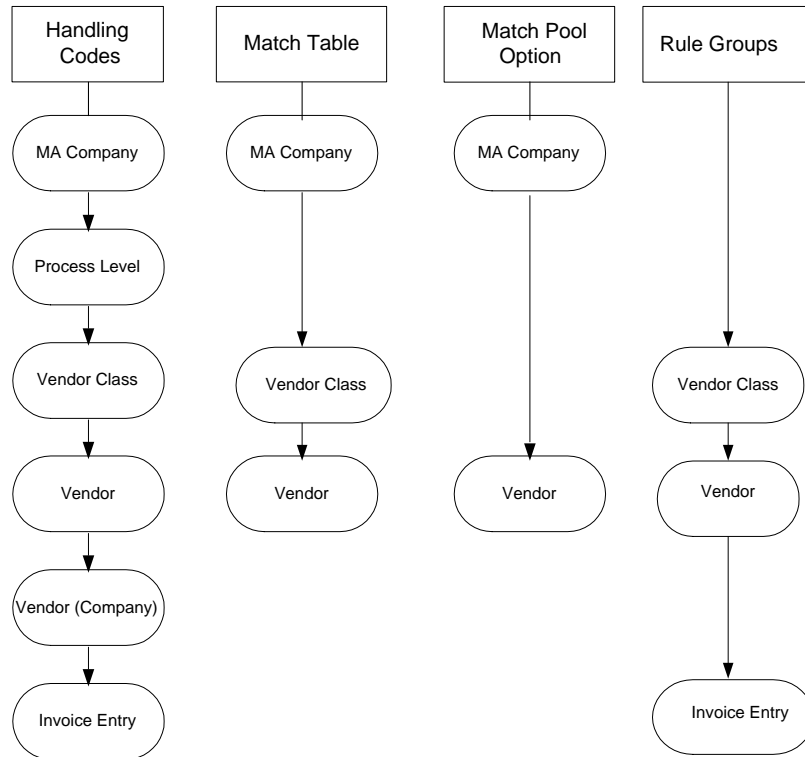 Handling
Codes
MA Company
Process Level
Vendor Class
Vendor
Vendor (Company)
Invoice Entry
Match Table
MA Company
Vendor Class
Vendor
Match Pool
Option
MA Company
Vendor
Rule Groups
Vendor Class
Vendor
Invoice Entry